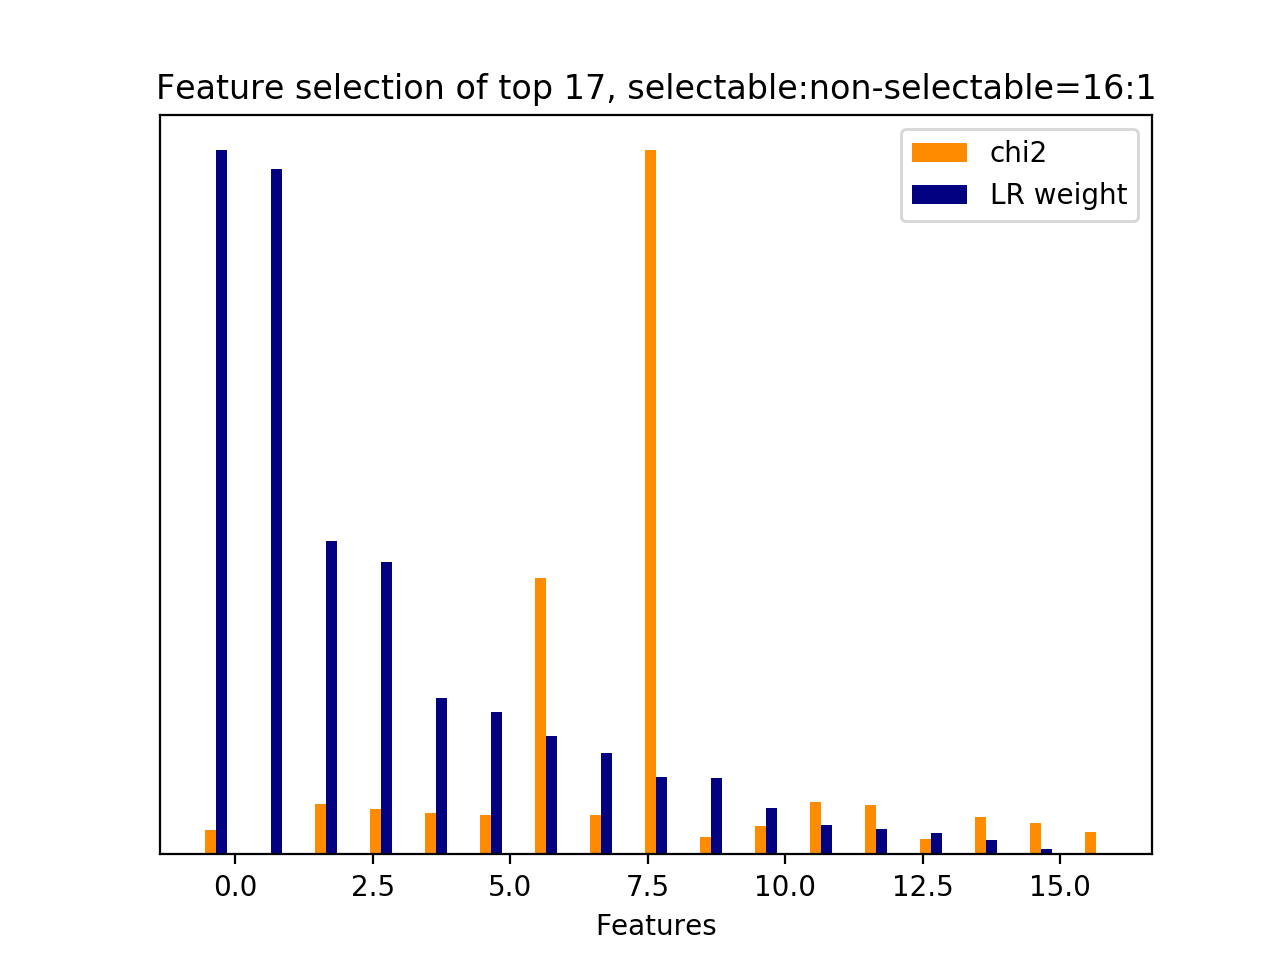 Feature selection of top 17, selectable:non-selectable=16:1
chi2
LR weight
0.0 2.5 5.0 7.5 10.0 12.5 15.0
Features